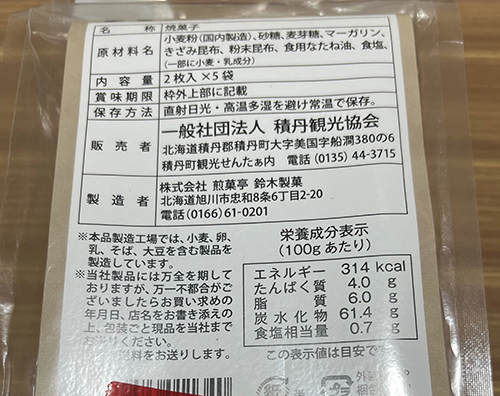 名称 焼菓子
原材料名 小麦粉(国内製造)、砂糖、麦芽糖、マーガリン、
きざみ昆布、粉末昆布、食用なたね油、食塩、
(一部に小麦・乳成分)
内容量 2枚入×5袋
賞味期限 枠外上部に記載
保存方法 直射日光・高温多湿を避け常温で保存。
販売者 一般社団法人 積丹観光協会
北海道積丹郡積丹町大字美国字船澗380の6
積丹町観光せんたぁ内 電話(0135)44-3715
製造者 株式会社 煎菓亭 鈴木製菓
北海道旭川市忠和8条6丁目2-20
電話(0166)61-0201
※本品製造工場では、小麦、卵、
乳、そば、大豆を含む製品を
製造しています。
※当社製品には万全を期して
おりますが、万一不都合がご
ざいましたらお買い求めの
年月日、店名をお書き添えの
上、包装ごと現品を当社まで
お送りください。
送料をお送りします。
栄養成分表示
(100gあたり)
エネルギー 314 kcal
たんぱく質 4.0 g
脂質 6.0 g
炭水化物 61.4 g
食塩相当量 0.7 g
この表示値は目安で
プラ